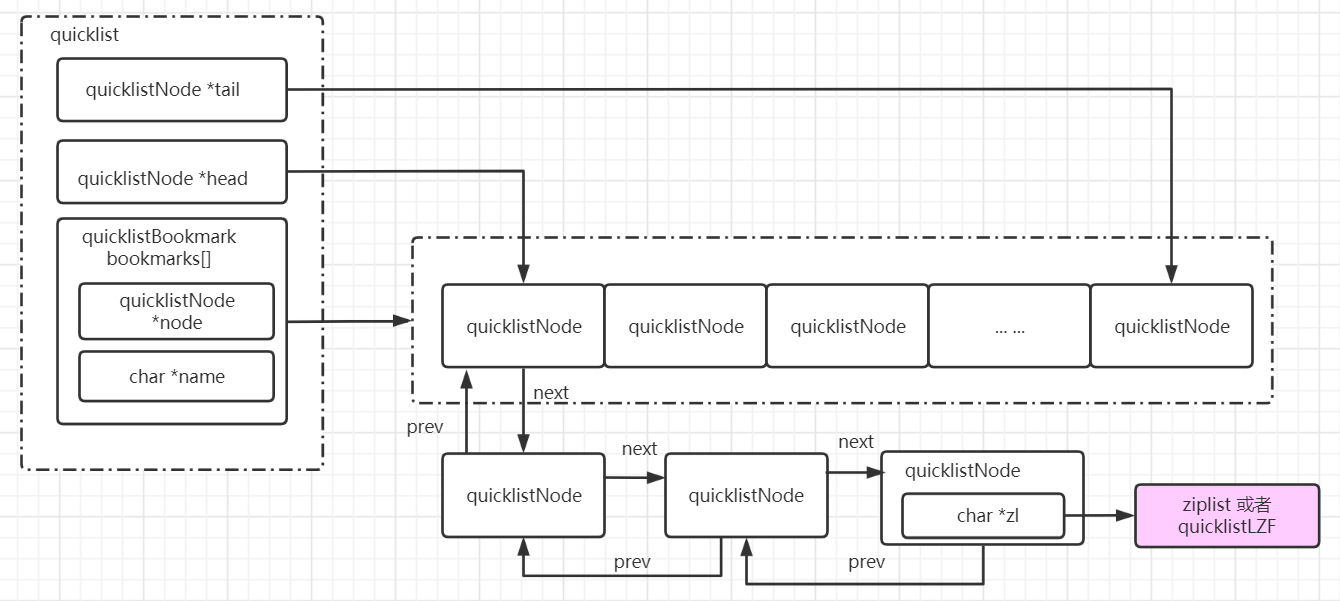 quicklist
quicklistNode *tail
quicklistNode *head
quicklistBookmark
bookmarks[]
quicklistNode
*node
char *name
quicklistNode
quicklistNode
quicklistNode
... ...
quicklistNode
next
prev
next
next
quicklistNode
quicklistNode
quicklistNode
char *zl
ziplist 或者
quicklistLZF
prev
prev